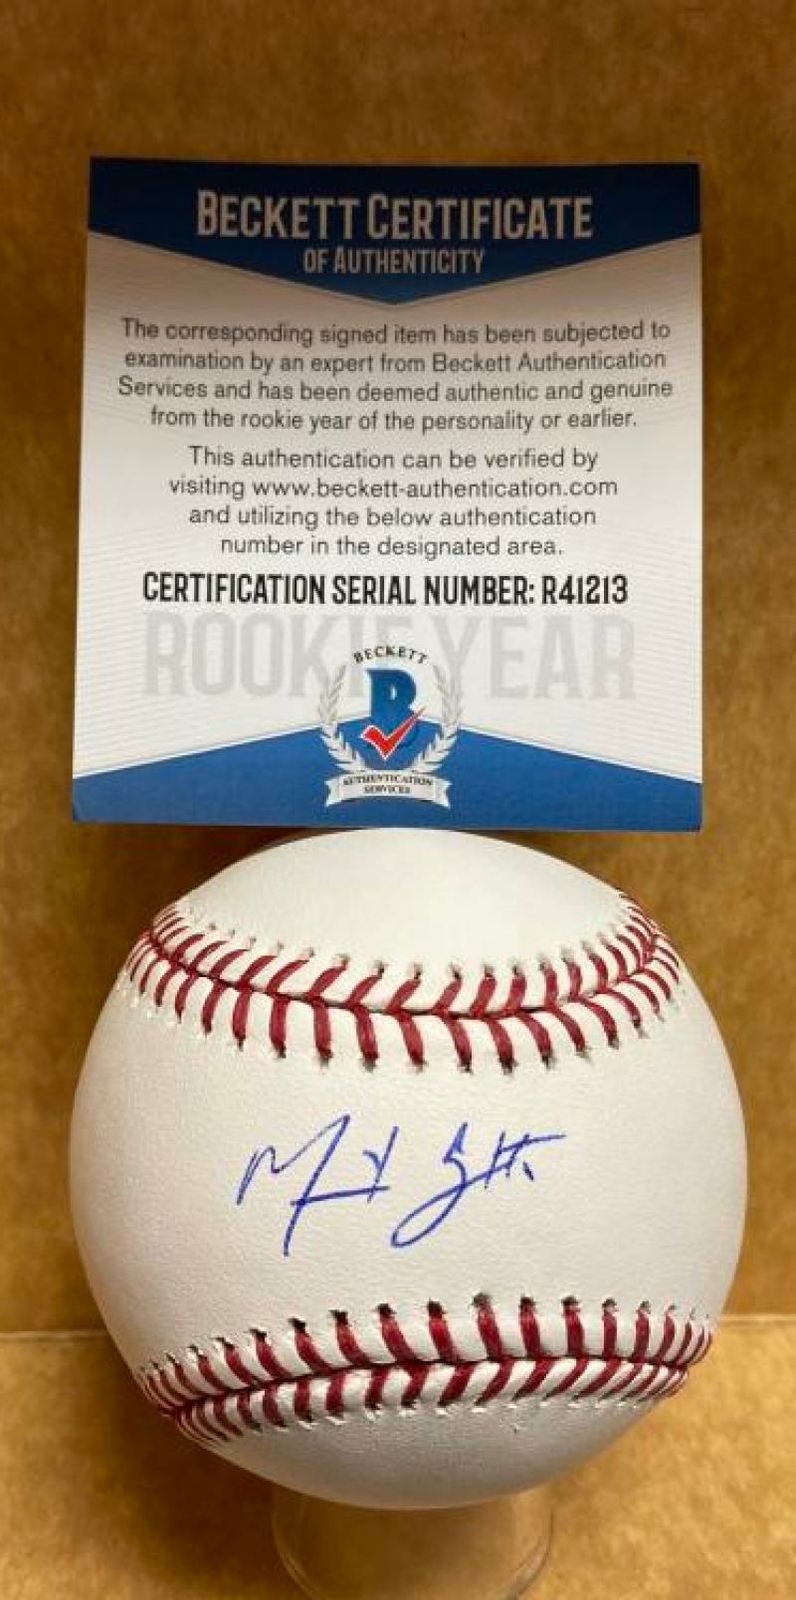 BECKETT CERTIFICATE
OF AUTHENTICITY
The corresponding signed item has been subjected to
examination by an expert from Beckett Authentication
Services and has been deemed authentic and genuine
from the rookie year of the personality or earlier.
This authentication can be verified by
visiting www.beckett-authentication.com
and utilizing the below authentication
number in the designated area.
CERTIFICATION SERIAL NUMBER: R41213
ROOKIE YEAR
BECKETT
B
AUTHENTICATION
SERVICES